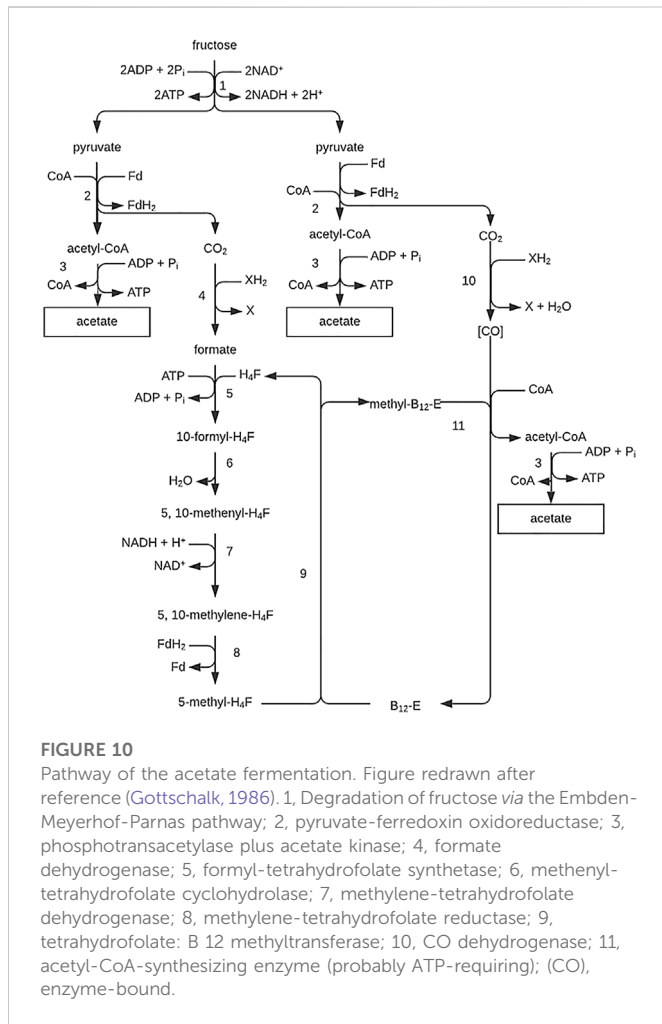 fructose
2ADP + 2Pi 2NAD+
1
2ATP 2NADH + 2H+
pyruvate pyruvate
CoA Fd Fd
2 FdH2 CoA 2 FdH2
acetyl-CoA CO2 acetyl-CoA CO2
3 ADP + Pi 3 ADP + Pi XH2
CoA ATP 4 XH2 CoA ATP 10
X X + H2O
acetate acetate [CO]
formate
ATP H4F CoA
ADP + Pi 5 methyl-B12-E
11
10-formyl-H4F acetyl-CoA
6 3 ADP + Pi
H2O CoA ATP
5, 10-methenyl-H4F acetate
NADH + H+
7
NAD+ 9
5, 10-methylene-H4F
FdH2
8
Fd
5-methyl-H4F B12-E
FIGURE 10
Pathway of the acetate fermentation. Figure redrawn after
reference (Gottschalk, 1986). 1, Degradation of fructose via the Embden-
Meyerhof-Parnas pathway; 2, pyruvate-ferredoxin oxidoreductase; 3,
phosphotransacetylase plus acetate kinase; 4, formate
dehydrogenase; 5, formyl-tetrahydrofolate synthetase; 6, methenyl-
tetrahydrofolate cyclohydrolase; 7, methylene-tetrahydrofolate
dehydrogenase; 8, methylene-tetrahydrofolate reductase; 9,
tetrahydrofolate: B 12 methyltransferase; 10, CO dehydrogenase; 11,
acetyl-CoA-synthesizing enzyme (probably ATP-requiring); (CO),
enzyme-bound.